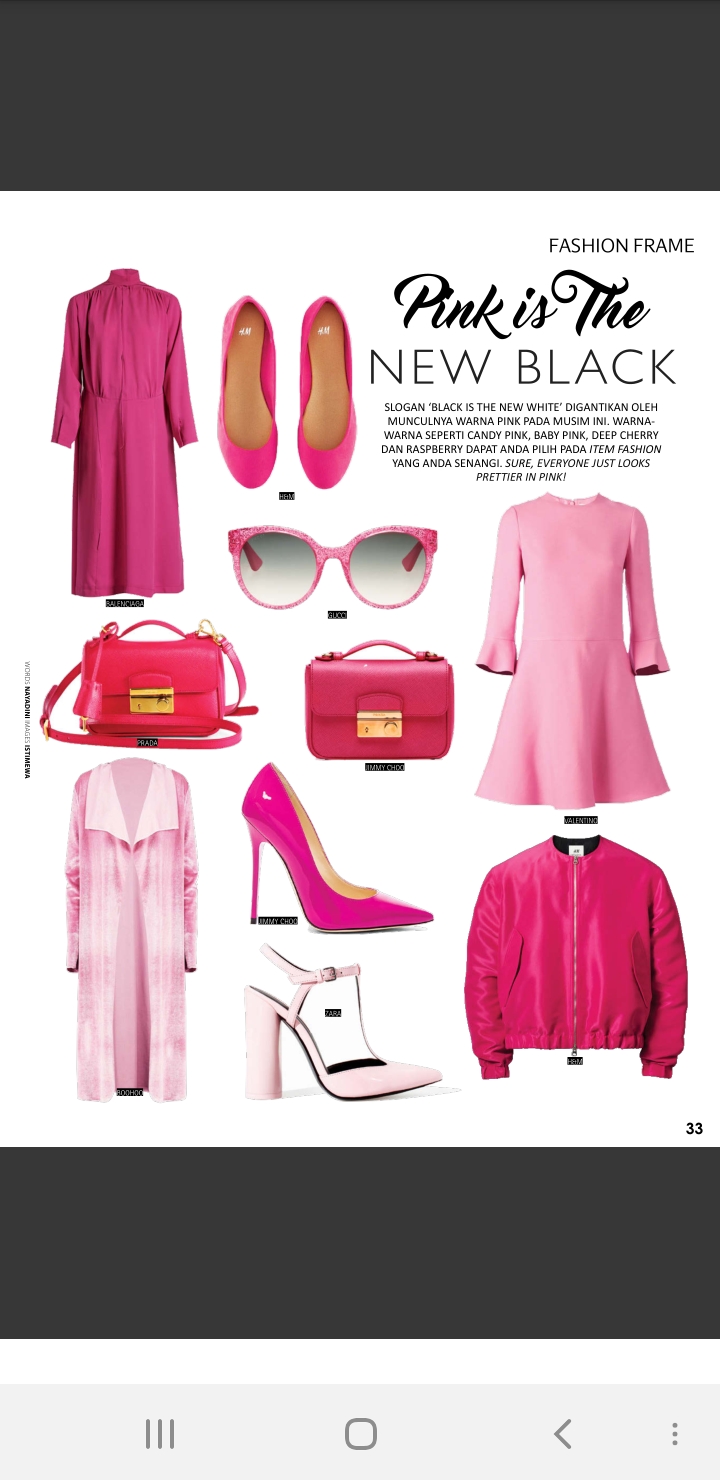 FASHION FRAME
Pink is The
NEW BLACK
SLOGAN ‘BLACK IS THE NEW WHITE’ DIGANTIKAN OLEH
MUNCULNYA WARNA PINK PADA MUSIM INI. WARNA-
WARNA SEPERTI CANDY PINK, BABY PINK, DEEP CHERRY
DAN RASPBERRY DAPAT ANDA PILIH PADA ITEM FASHION
YANG ANDA SENANGI. SURE, EVERYONE JUST LOOKS
PRETTIER IN PINK!
H&M
H&M
H&M
BALENCIAGA
GUCCI
PRADA
JIMMY CHOO
VALENTINO
WORDS NAYADINI IMAGES ISTIMEWA
JIMMY CHOO
ZARA
H&M
BOOHOO
33